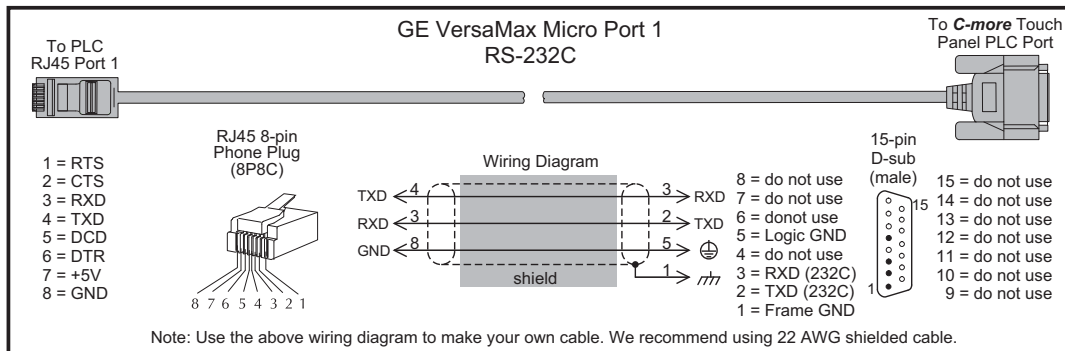 GE VersaMax Micro Port 1
RS-232C
To PLC
RJ45 Port 1
To C-more Touch
Panel PLC Port
1 = RTS
2 = CTS
3 = RXD
4 = TXD
5 = DCD
6 = DTR
7 = +5V
8 = GND
RJ45 8-pin
Phone Plug
(8P8C)
8 7 6 5 4 3 2 1
Wiring Diagram
TXD 4 3 RXD
RXD 3 2 TXD
GND 8 5
1
shield
8 = do not use
7 = do not use
6 = donot use
5 = Logic GND
4 = do not use
3 = RXD (232C)
2 = TXD (232C)
1 = Frame GND
15-pin
D-sub
(male)
15
1
15 = do not use
14 = do not use
13 = do not use
12 = do not use
11 = do not use
10 = do not use
9 = do not use
Note: Use the above wiring diagram to make your own cable. We recommend using 22 AWG shielded cable.